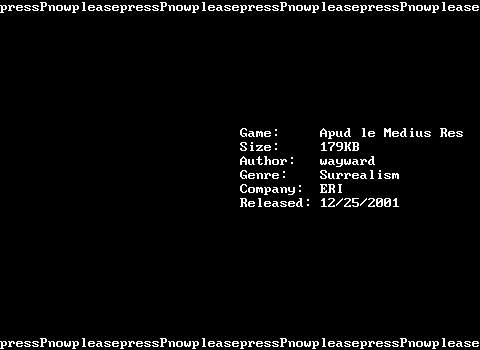 pressPnowpleasepressPnowpleasepressPnowpleasepressPnowplease
Game: Apud le Medius Res
Size: 179KB
Author: wayward
Genre: Surrealism
Company: ERI
Released: 12/25/2001
pressPnowpleasepressPnowpleasepressPnowpleasepressPnowplease